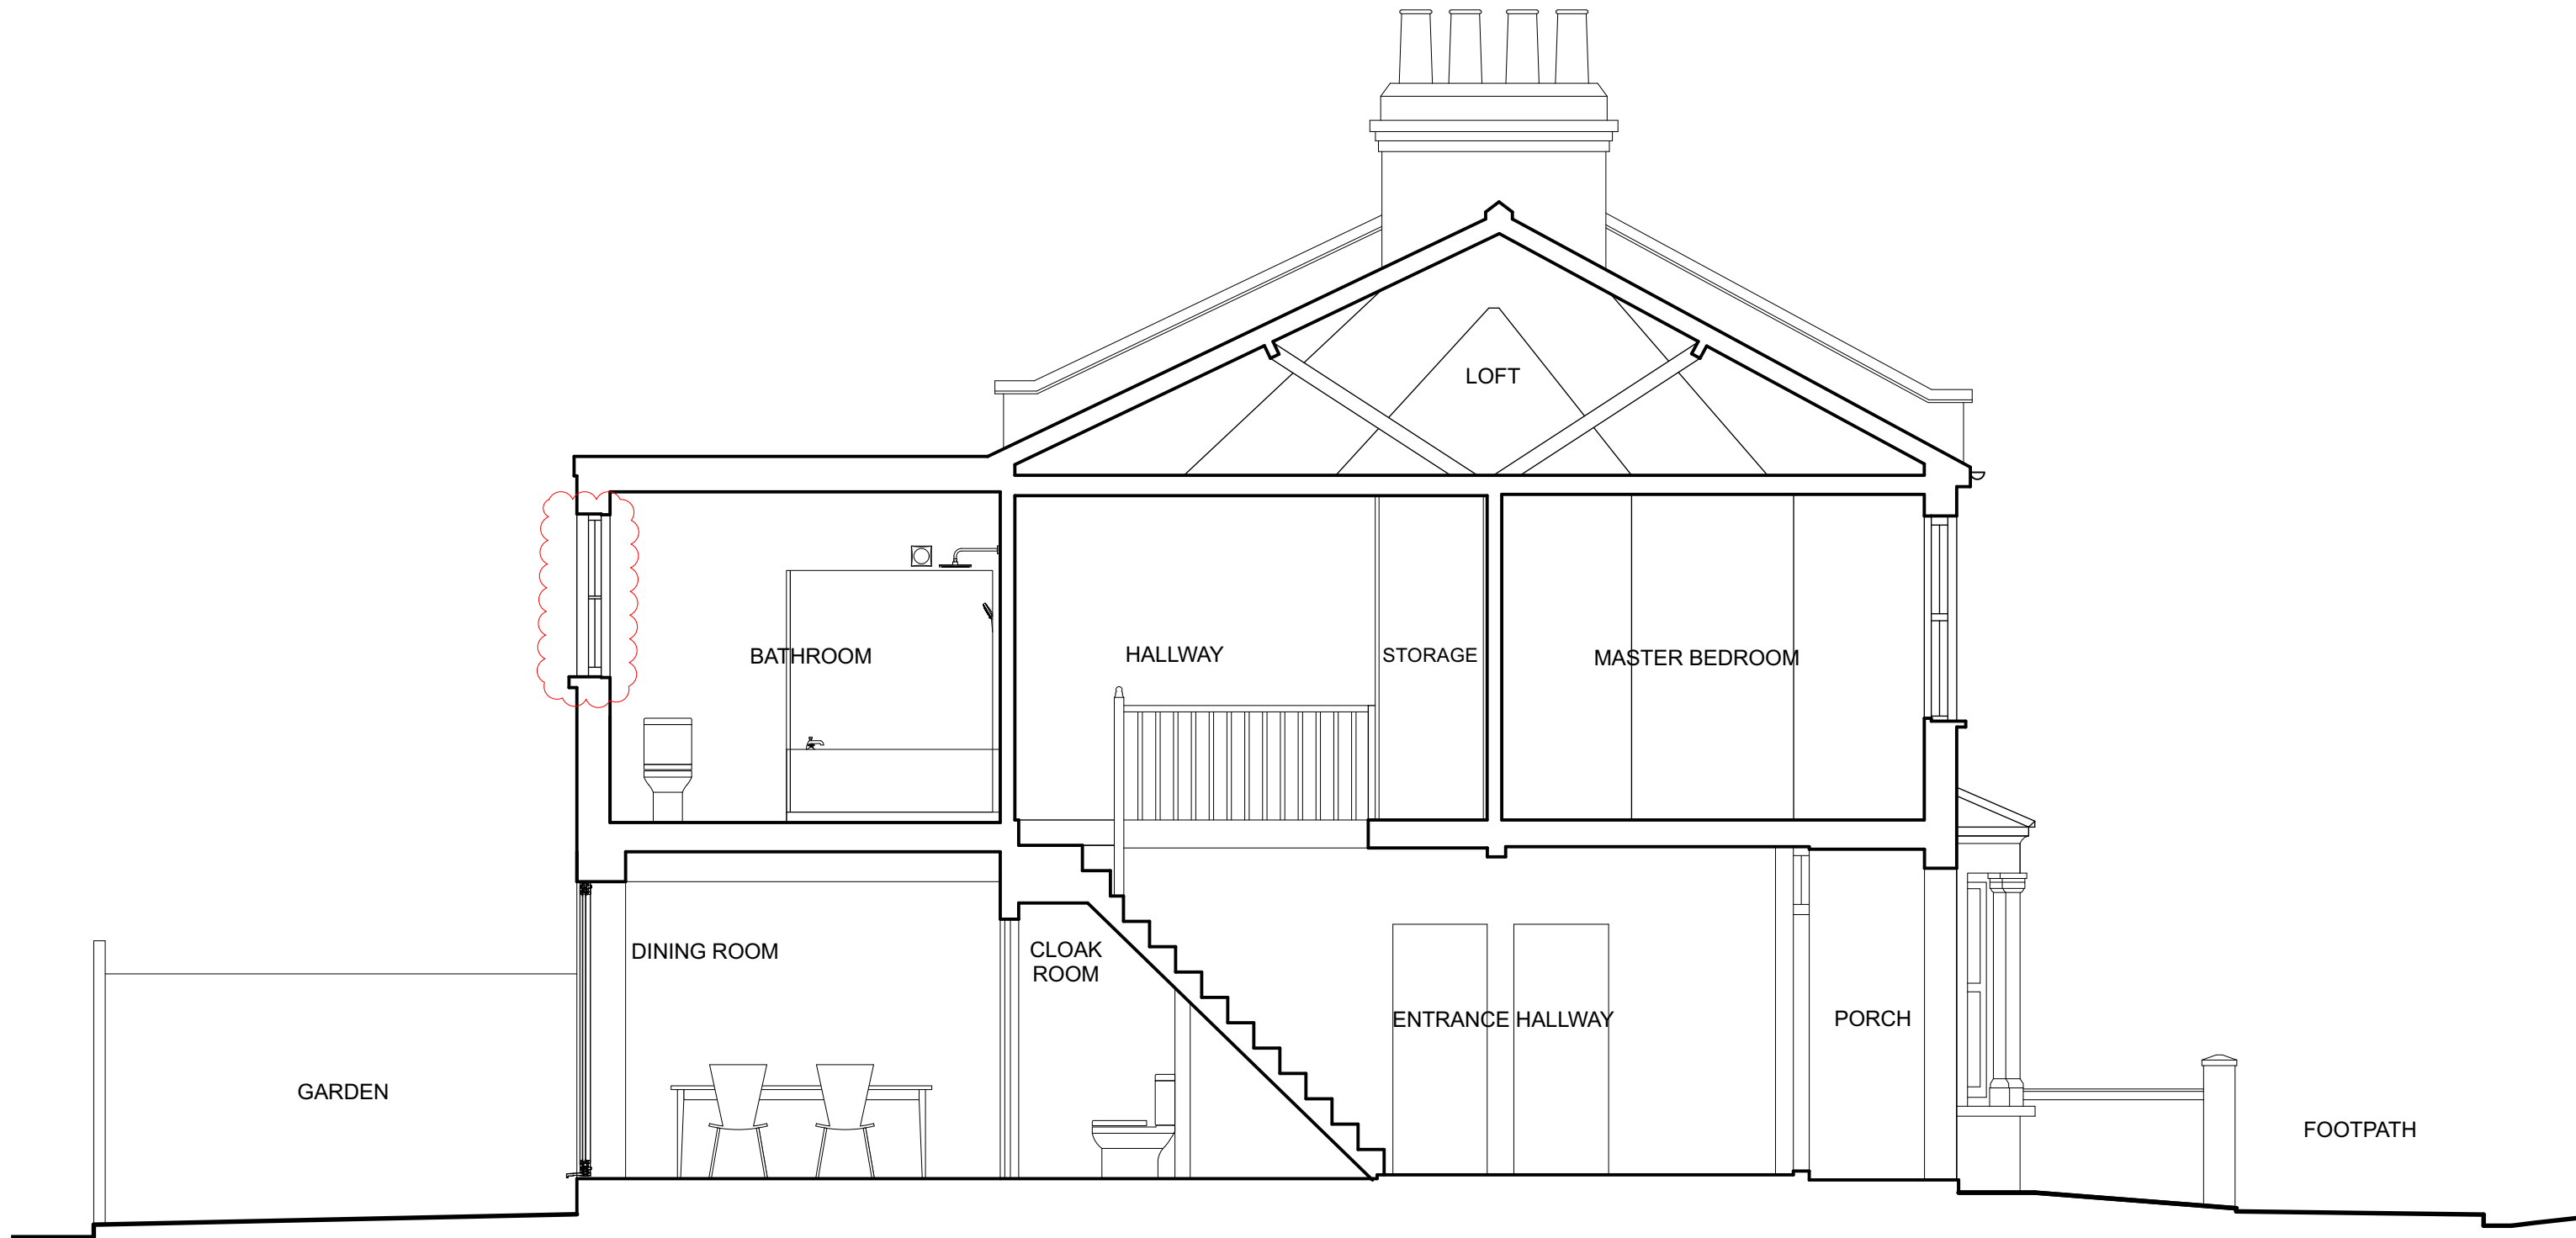 LOFT
BATHROOM
HALLWAY
STORAGE
MASTER BEDROOM
DINING ROOM
CLOAK
ROOM
ENTRANCE HALLWAY
PORCH
GARDEN
FOOTPATH